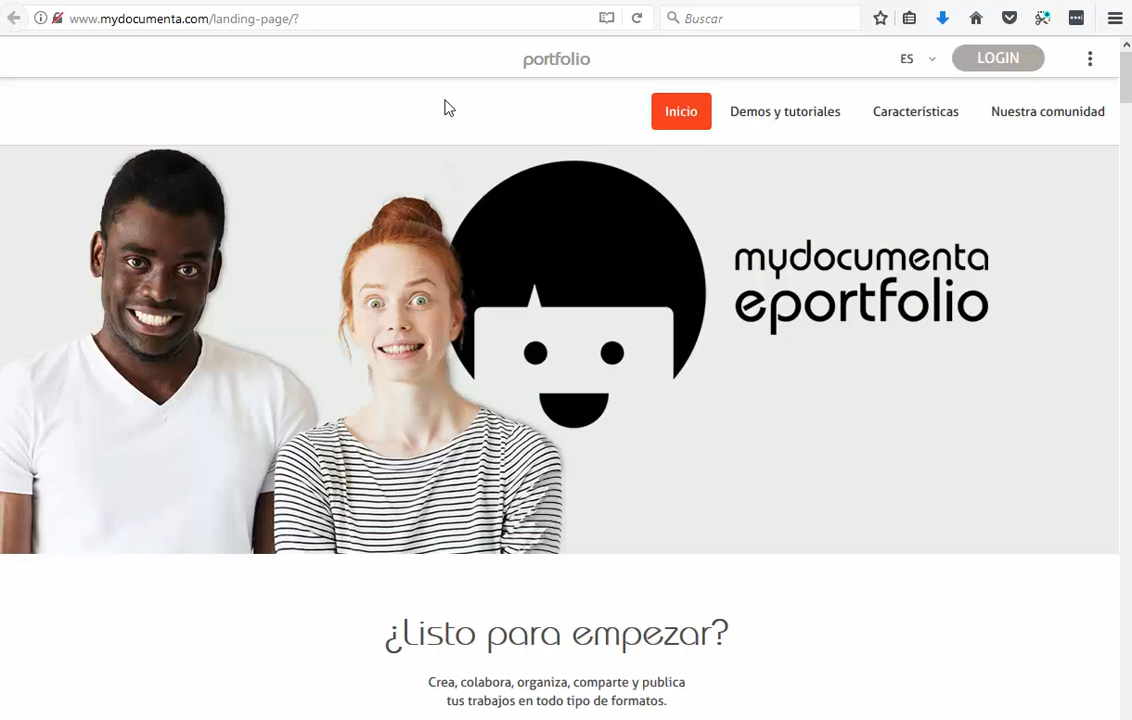 www.mydocumenta.com/landing-page/?
Buscar
portfolio
ES
LOGIN
Inicio
Demos y tutoriales
Características
Nuestra comunidad
mydocumenta
eportfolio
¿Listo para empezar?
Crea, colabora, organiza, comparte y publica
tus trabajos en todo tipo de formatos.